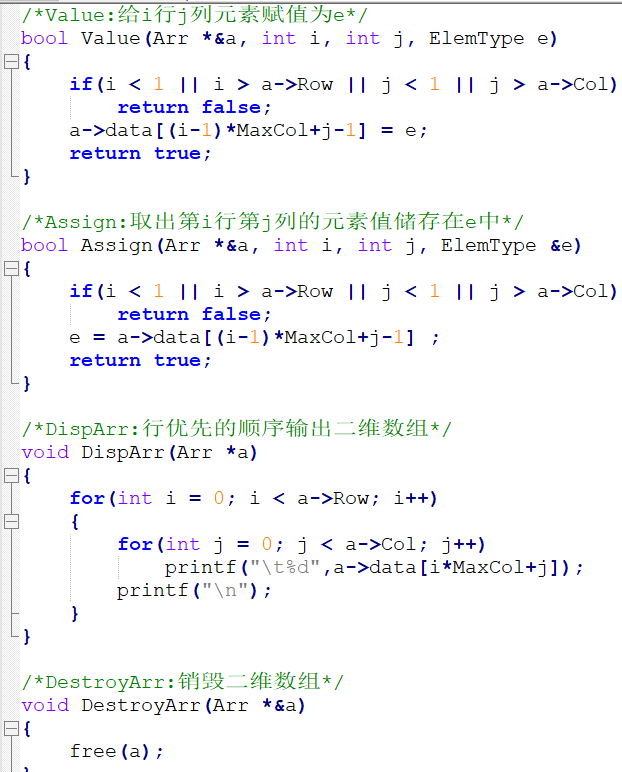 /*Value:给i行j列元素赋值为e*/
bool Value(Arr *&a, int i, int j, ElemType e)
{
    if(i < 1 || i > a->Row || j < 1 || j > a->Col)
        return false;
    a->data[(i-1)*MaxCol+j-1] = e;
    return true;
}
/*Assign:取出第i行第j列的元素值储存在e中*/
bool Assign(Arr *&a, int i, int j, ElemType &e)
{
    if(i < 1 || i > a->Row || j < 1 || j > a->Col)
        return false;
    e = a->data[(i-1)*MaxCol+j-1] ;
    return true;
}
/*DispArr:行优先的顺序输出二维数组*/
void DispArr(Arr *a)
{
    for(int i = 0; i < a->Row; i++)
    {
        for(int j = 0; j < a->Col; j++)
            printf("\t%d",a->data[i*MaxCol+j]);
        printf("\n");
    }
}
/*DestroyArr:销毁二维数组*/
void DestroyArr(Arr *&a)
{
    free(a);